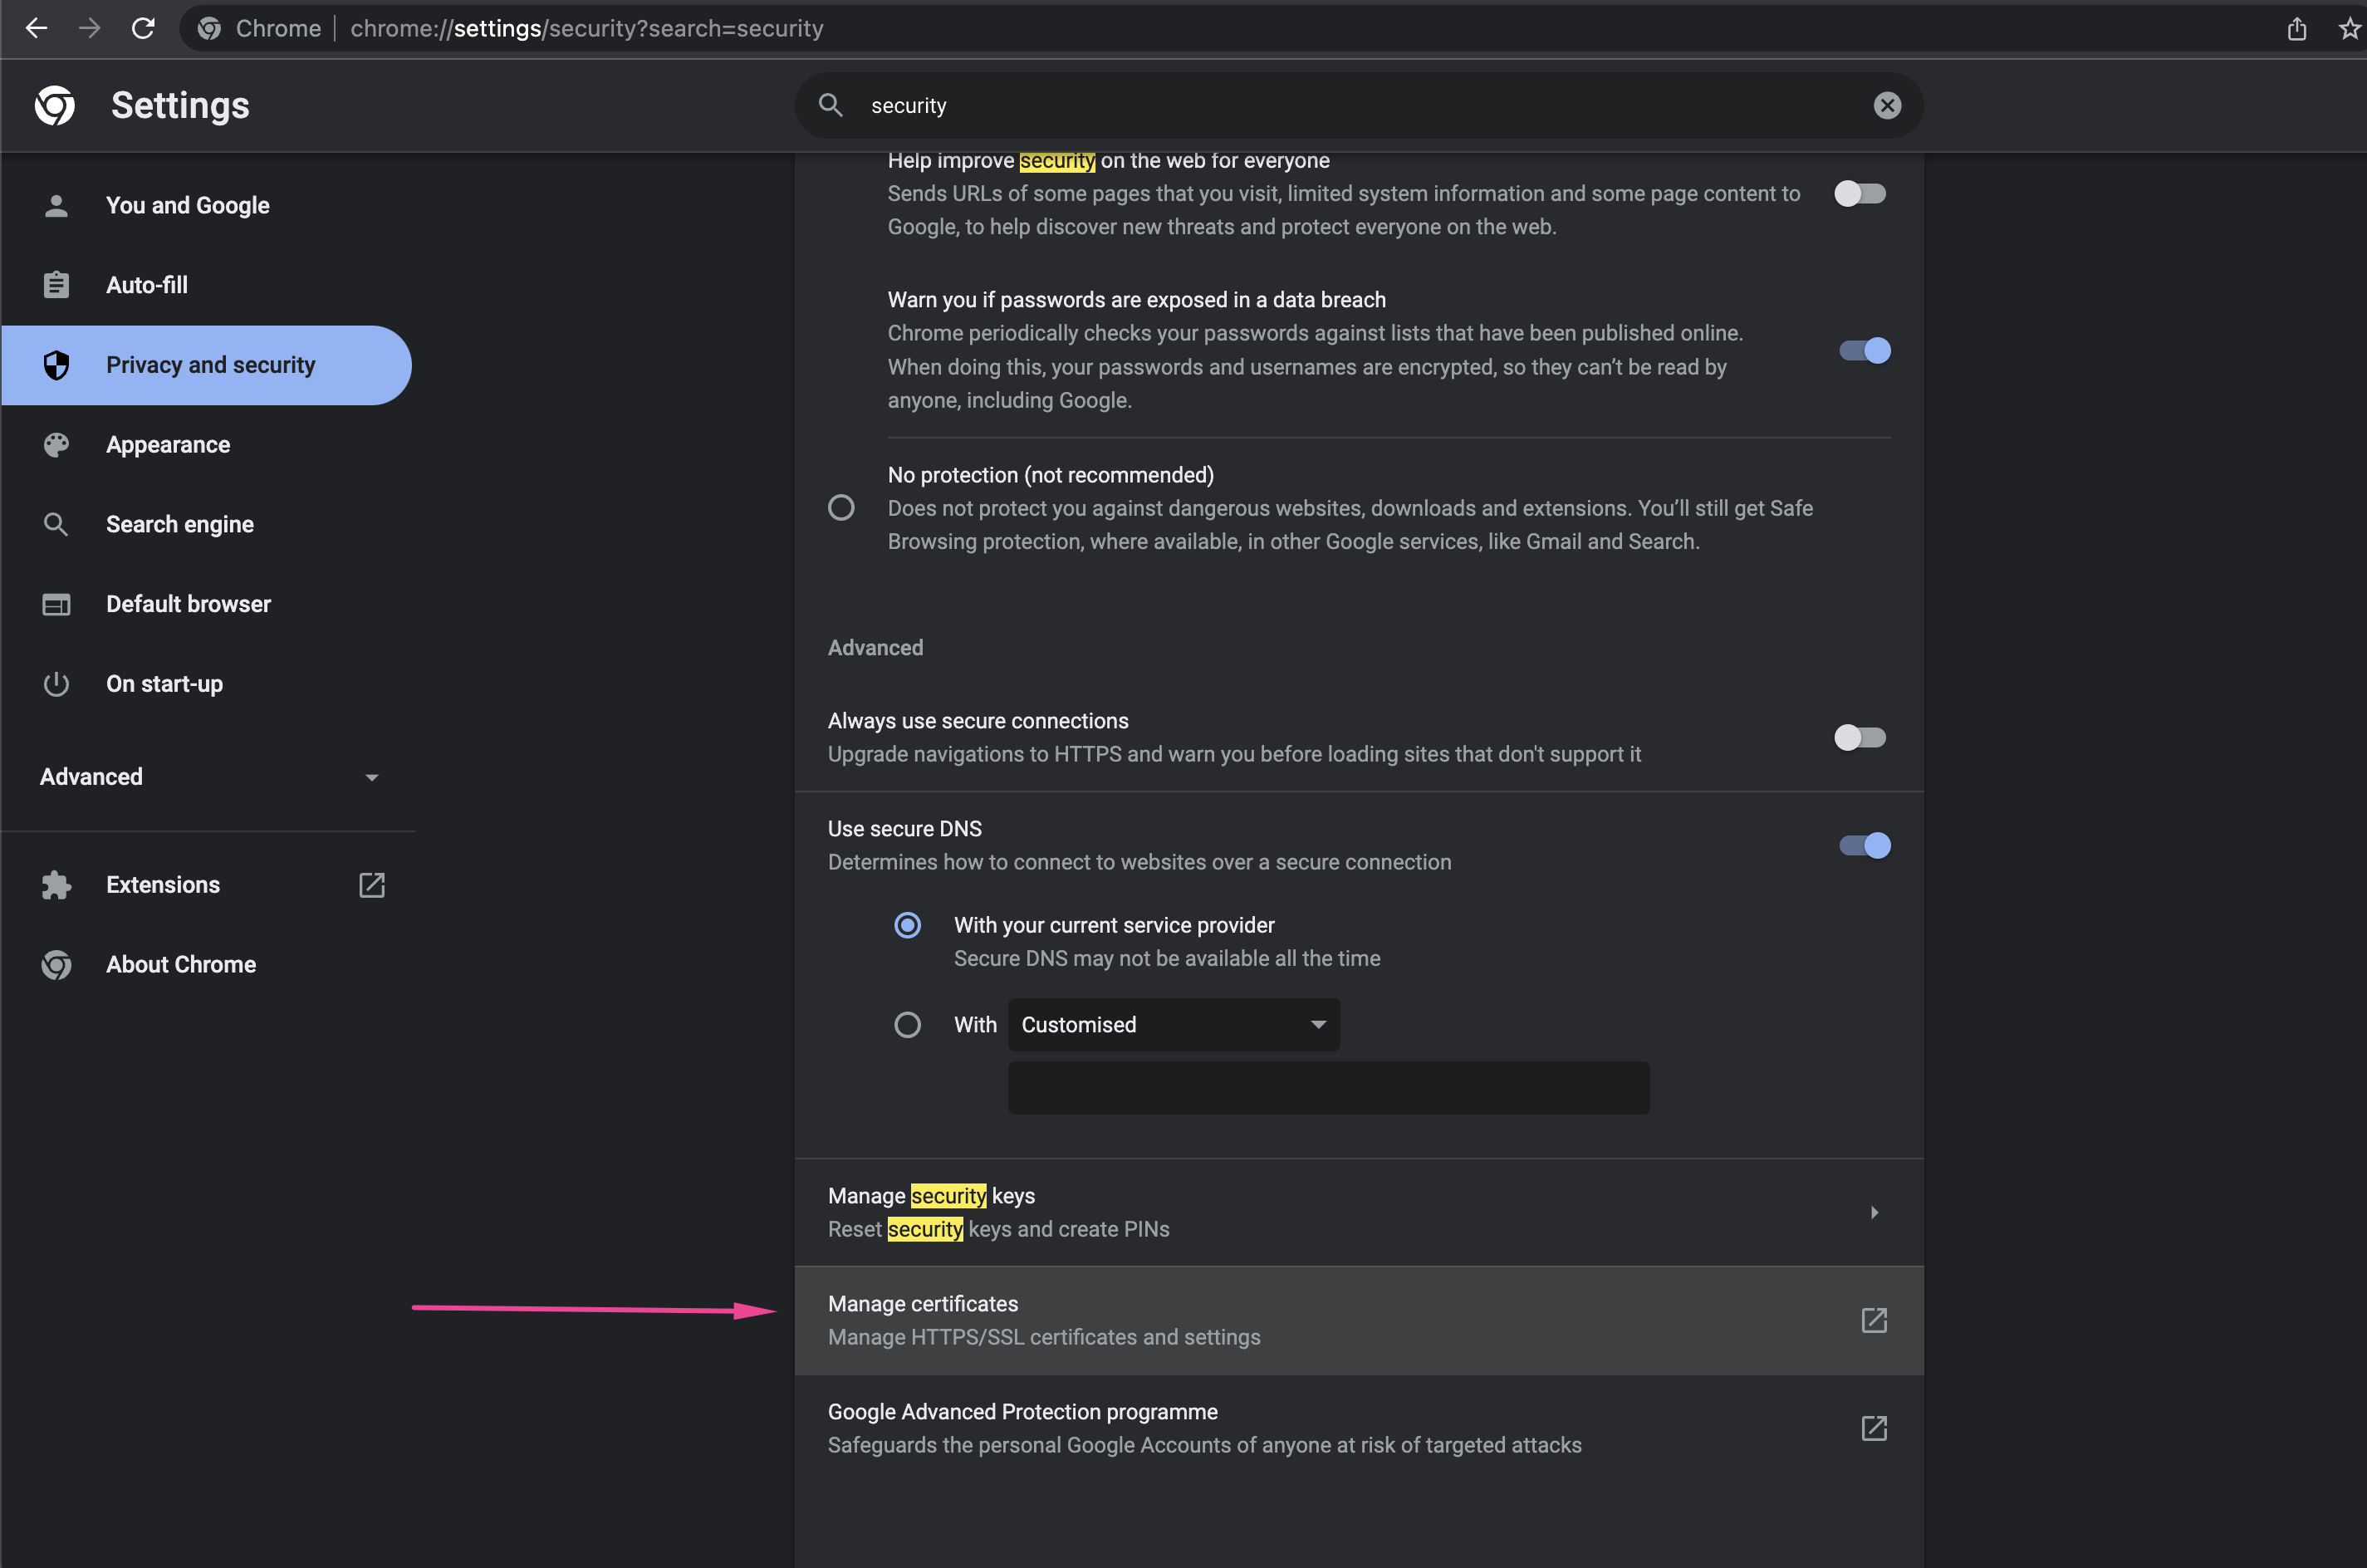 Chrome | chrome://settings/security?search=security
Settings
security
You and Google
Auto-fill
Privacy and security
Appearance
Search engine
Default browser
On start-up
Advanced
Extensions
About Chrome
Help improve security on the web for everyone
Sends URLs of some pages that you visit, limited system information and some page content to
Google, to help discover new threats and protect everyone on the web.
Warn you if passwords are exposed in a data breach
Chrome periodically checks your passwords against lists that have been published online.
When doing this, your passwords and usernames are encrypted, so they can’t be read by
anyone, including Google.
No protection (not recommended)
Does not protect you against dangerous websites, downloads and extensions. You’ll still get Safe
Browsing protection, where available, in other Google services, like Gmail and Search.
Advanced
Always use secure connections
Upgrade navigations to HTTPS and warn you before loading sites that don't support it
Use secure DNS
Determines how to connect to websites over a secure connection
With your current service provider
Secure DNS may not be available all the time
With Customised
Manage security keys
Reset security keys and create PINs
Manage certificates
Manage HTTPS/SSL certificates and settings
Google Advanced Protection programme
Safeguards the personal Google Accounts of anyone at risk of targeted attacks